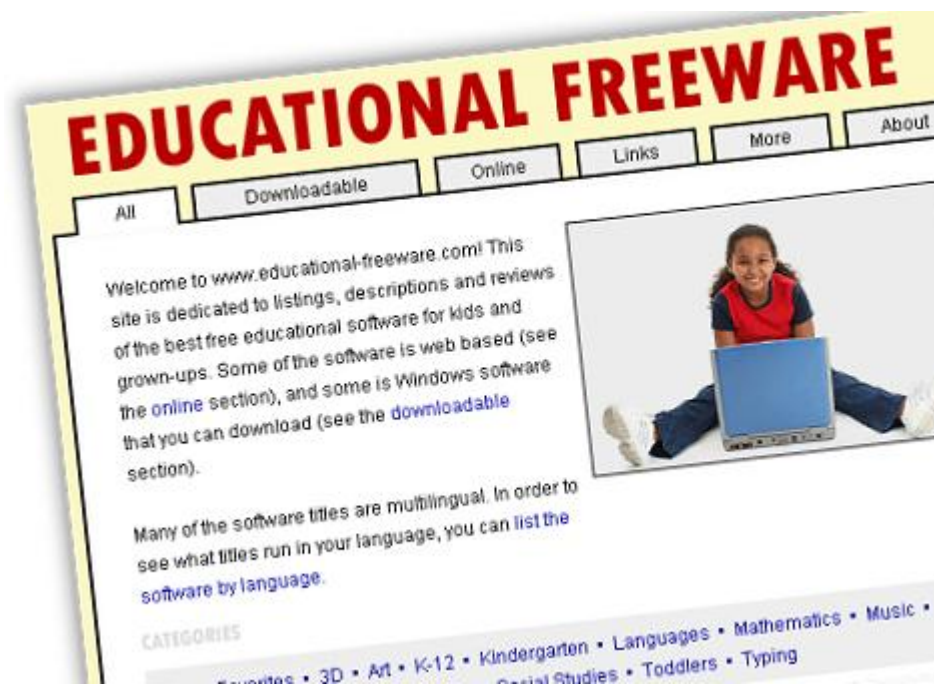 EDUCATIONAL FREEWARE
All Downloadable Online Links More About
Welcome to www.educational-freeware.com! This
site is dedicated to listings, descriptions and reviews
of the best free educational software for kids and
grown-ups. Some of the software is web based (see
the online section), and some is Windows software
that you can download (see the downloadable
section).
Many of the software titles are multilingual. In order to
see what titles run in your language, you can list the
software by language.
CATEGORIES
Favorites • 3D • Art • K-12 • Kindergarten • Languages • Mathematics • Music •
Social Studies • Toddlers • Typing